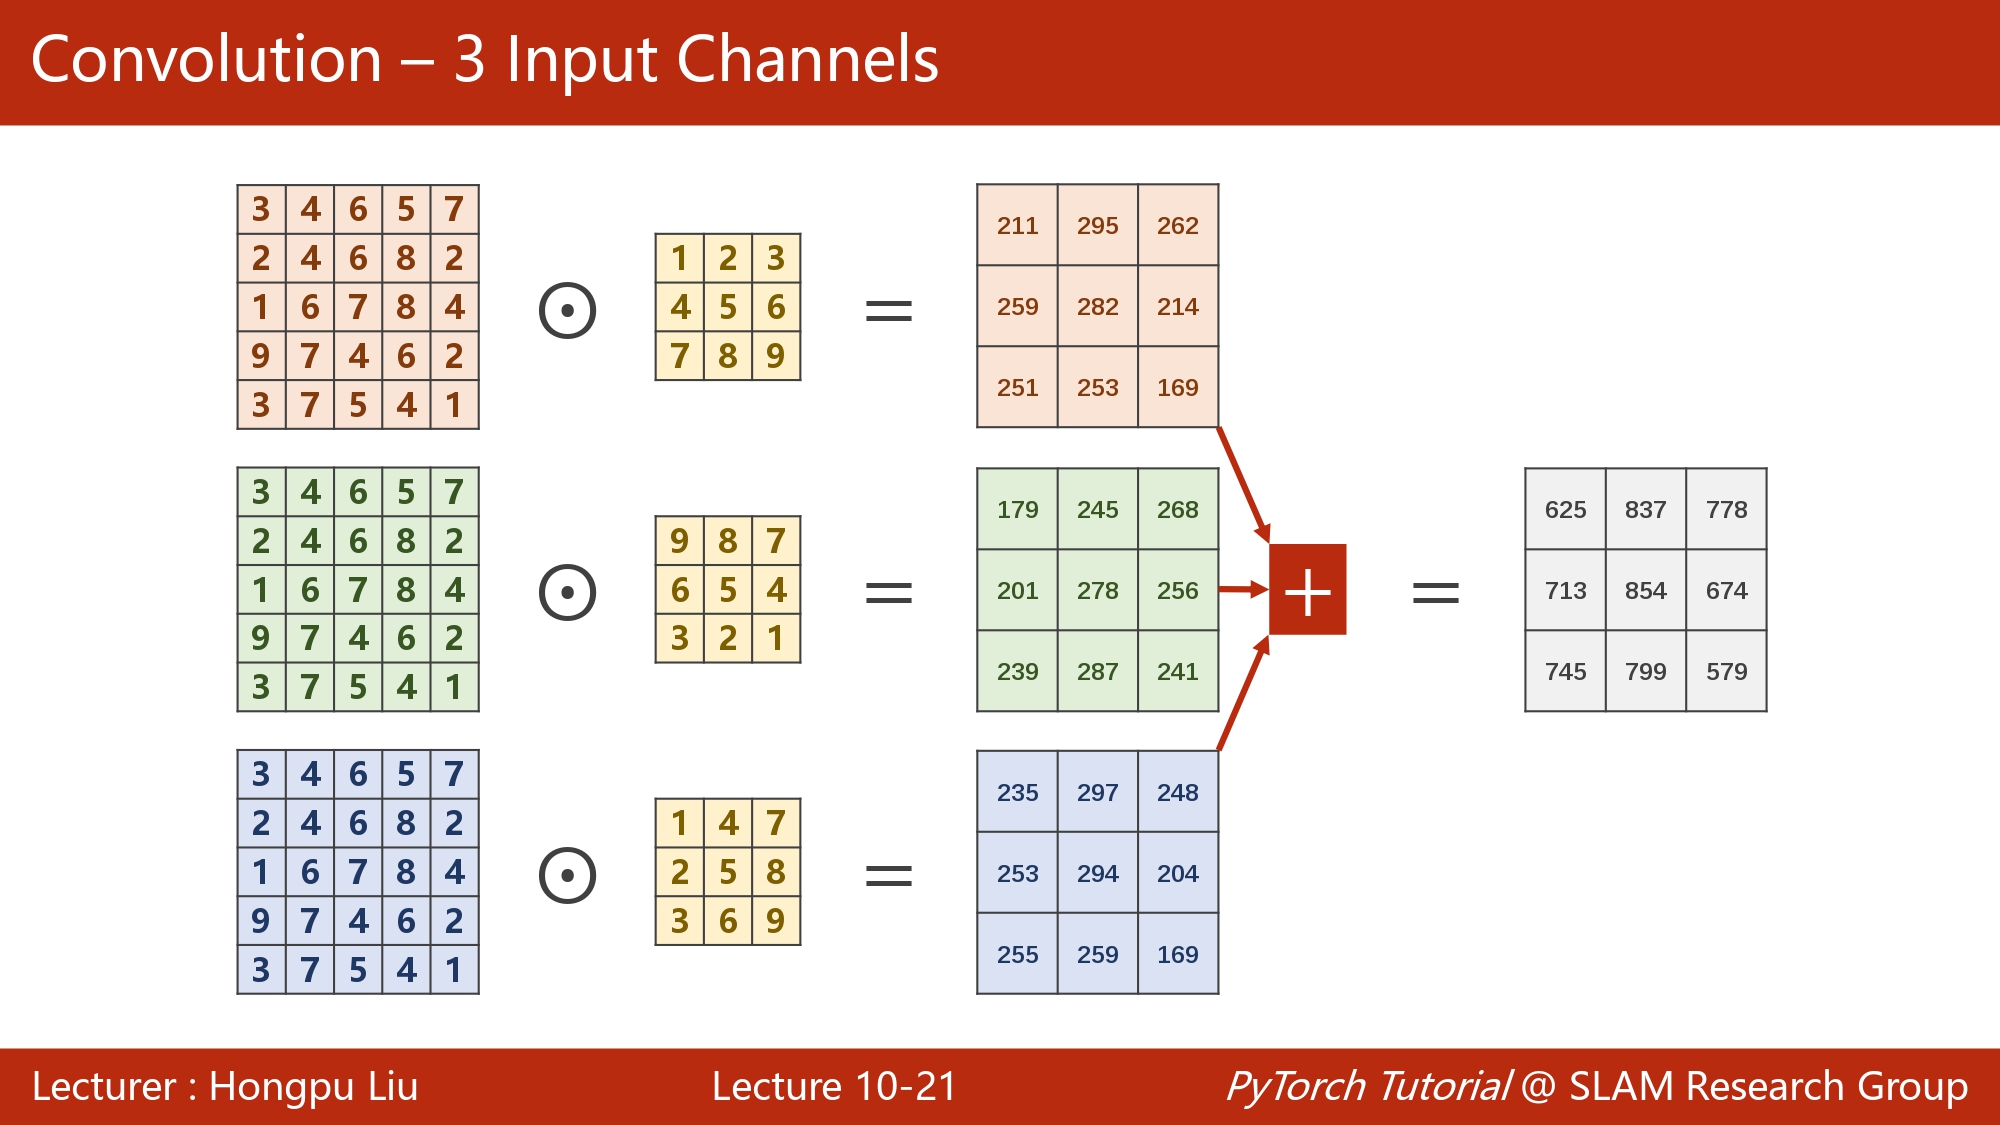 Convolution – 3 Input Channels
3 4 6 5 7
2 4 6 8 2
1 6 7 8 4
9 7 4 6 2
3 7 5 4 1
⊙
1 2 3
4 5 6
7 8 9
=
211 295 262
259 282 214
251 253 169
3 4 6 5 7
2 4 6 8 2
1 6 7 8 4
9 7 4 6 2
3 7 5 4 1
⊙
9 8 7
6 5 4
3 2 1
=
179 245 268
201 278 256
239 287 241
3 4 6 5 7
2 4 6 8 2
1 6 7 8 4
9 7 4 6 2
3 7 5 4 1
⊙
1 4 7
2 5 8
3 6 9
=
235 297 248
253 294 204
255 259 169
+
=
625 837 778
713 854 674
745 799 579
Lecturer : Hongpu Liu
Lecture 10-21
PyTorch Tutorial @ SLAM Research Group